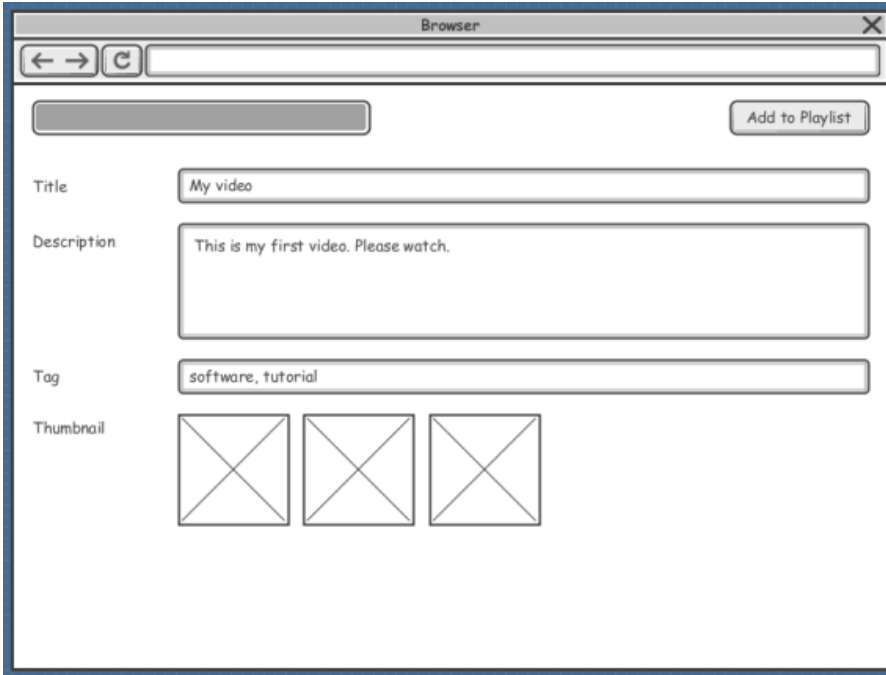 Browser
Add to Playlist
Title
My video
Description
This is my first video. Please watch.
Tag
software, tutorial
Thumbnail